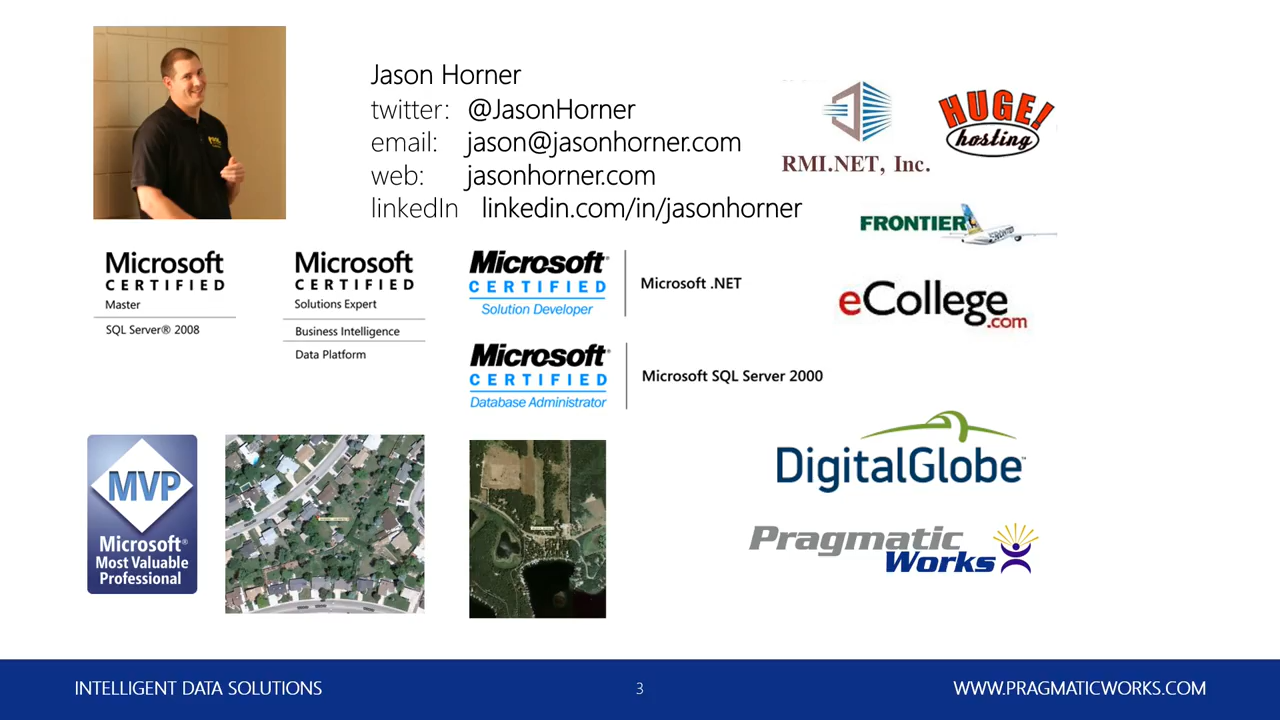 Jason Horner
twitter: @JasonHorner
email: jason@jasonhorner.com
web: jasonhorner.com
linkedIn linkedin.com/in/jasonhorner
RMI.NET, Inc.
HUGE!
hosting
FRONTIER
eCollege
.com
Microsoft
CERTIFIED
Master
SQL Server® 2008
Microsoft
CERTIFIED
Solutions Expert
Business Intelligence
Data Platform
Microsoft®
CERTIFIED
Solution Developer
Microsoft .NET
Microsoft®
CERTIFIED
Database Administrator
Microsoft SQL Server 2000
MVP
Microsoft®
Most Valuable
Professional
DigitalGlobe™
Pragmatic
Works
INTELLIGENT DATA SOLUTIONS
3
WWW.PRAGMATICWORKS.COM